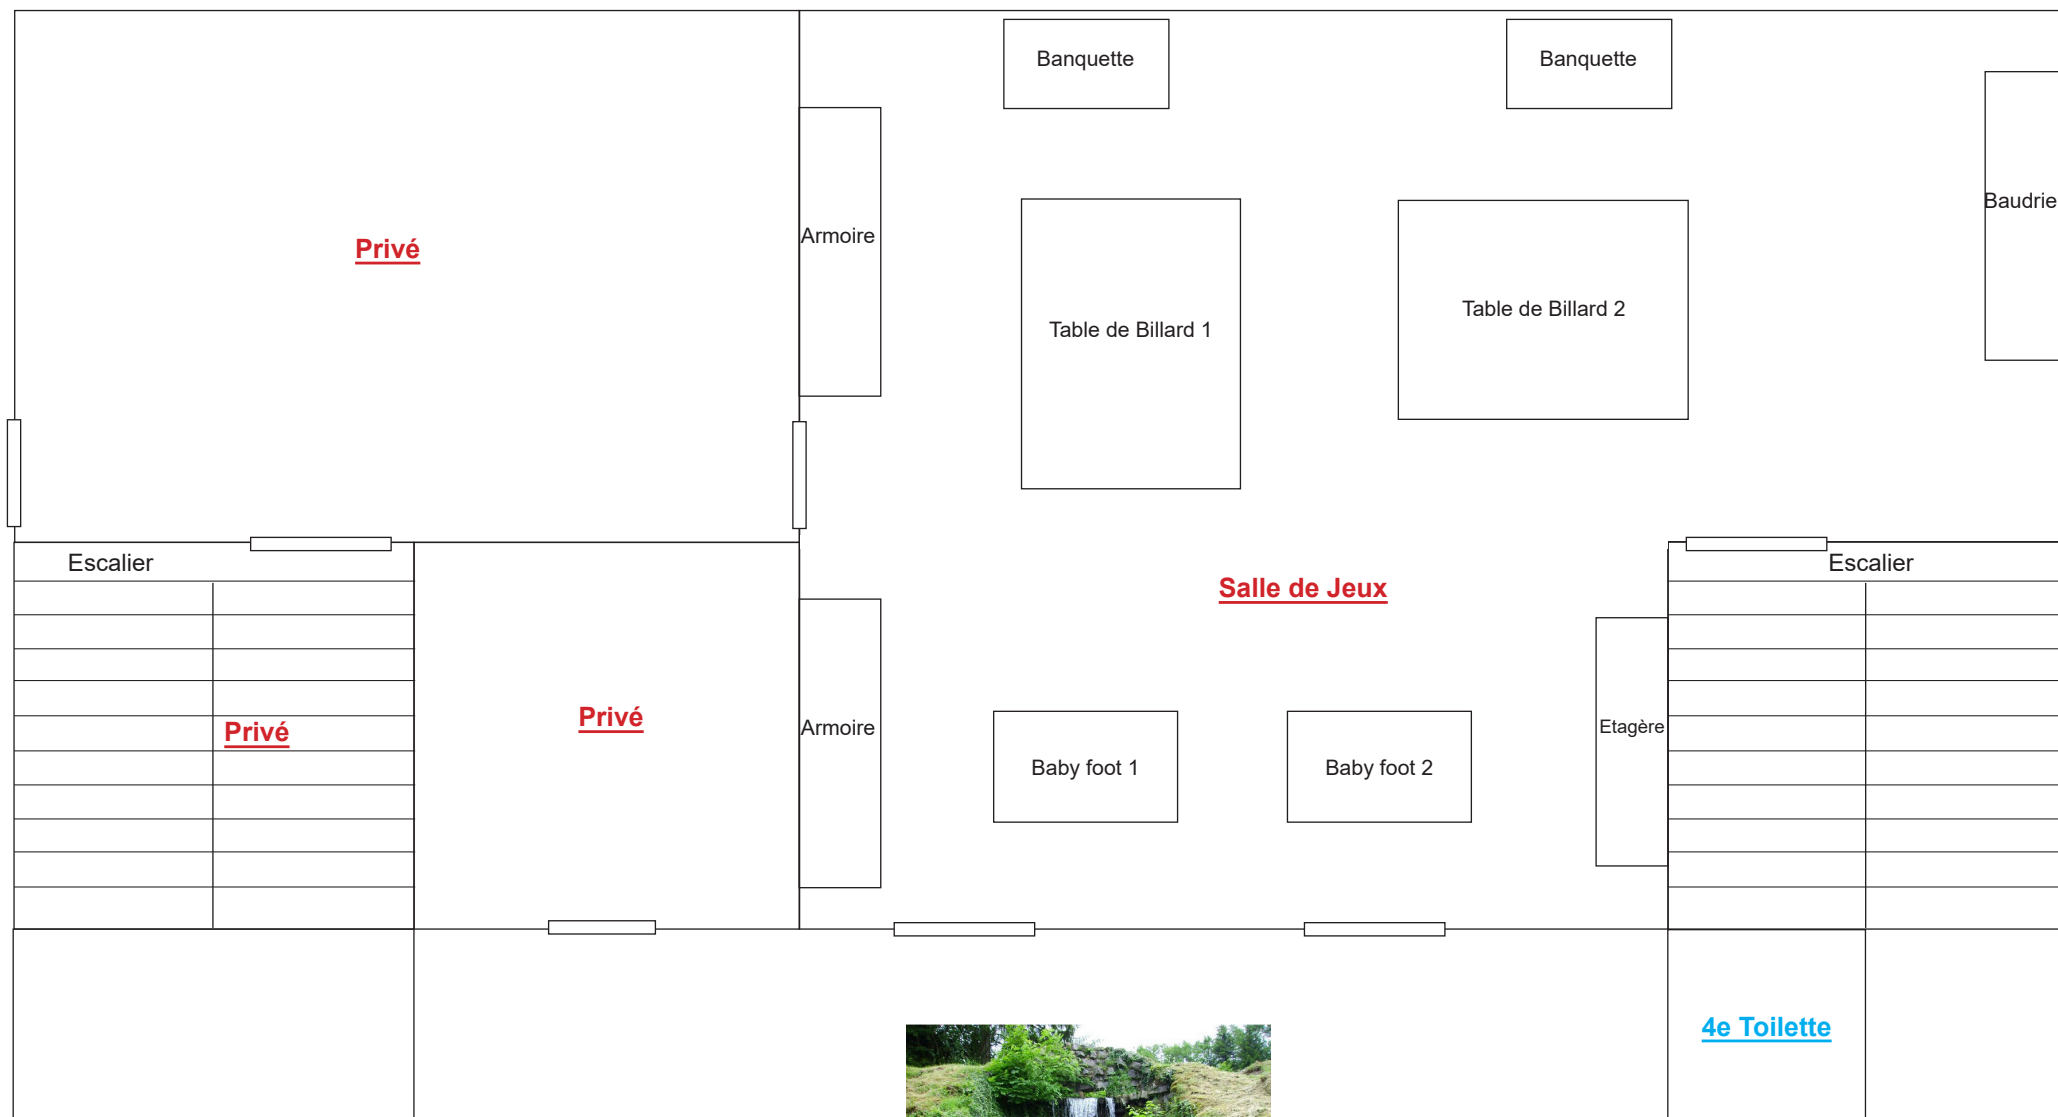 Banquette
Banquette
Baudrie
Armoire
Privé
Table de Billard 1
Table de Billard 2
Escalier
Escalier
Salle de Jeux
Privé
Privé
Armoire
Etagère
Baby foot 1
Baby foot 2
4e Toilette